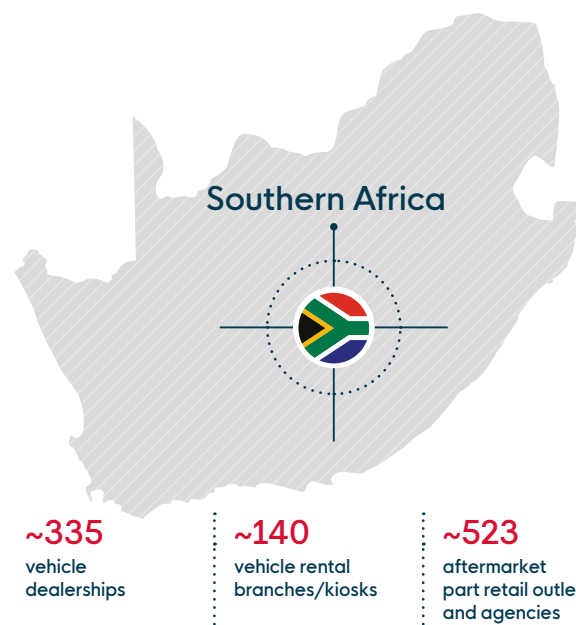 Southern Africa
~335
vehicle
dealerships
~140
vehicle rental
branches/kiosks
~523
aftermarket
part retail outle
and agencies